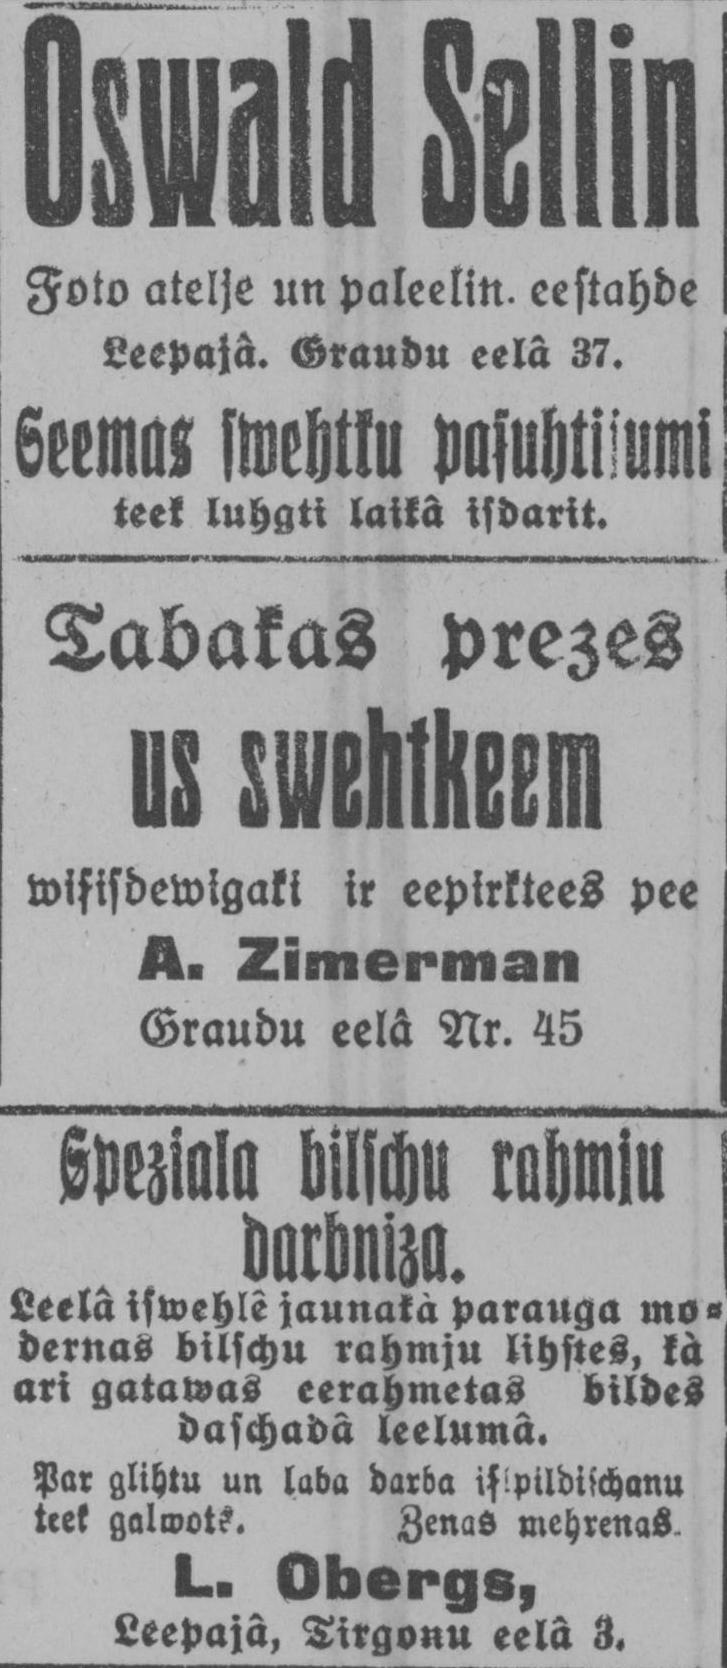 Oswald Sellin
Foto atelje un paleelin. eestahde
Leepajâ. Graudu eelâ 37.
Seemas swehtku pasuhtijumi
teek luhgti laikâ isdarit.
Tabakas prezes
us swehtkeem
wisisdewigaki ir eepirktees pee
A. Zimerman
Graudu eelâ Nr. 45
Speziala bilschu rahmju
darbniza.
Leelâ iswehlê jaunakà parauga mo-
dernas bilschu rahmju lihstes, kà
ari gatawas eerahmetas bildes
daschadâ leelumâ.
Par glihtu un laba darba ispildischanu
teek galwots. Zenas mehrenas.
L. Obergs,
Leepajâ, Tirgonu eelâ 3.